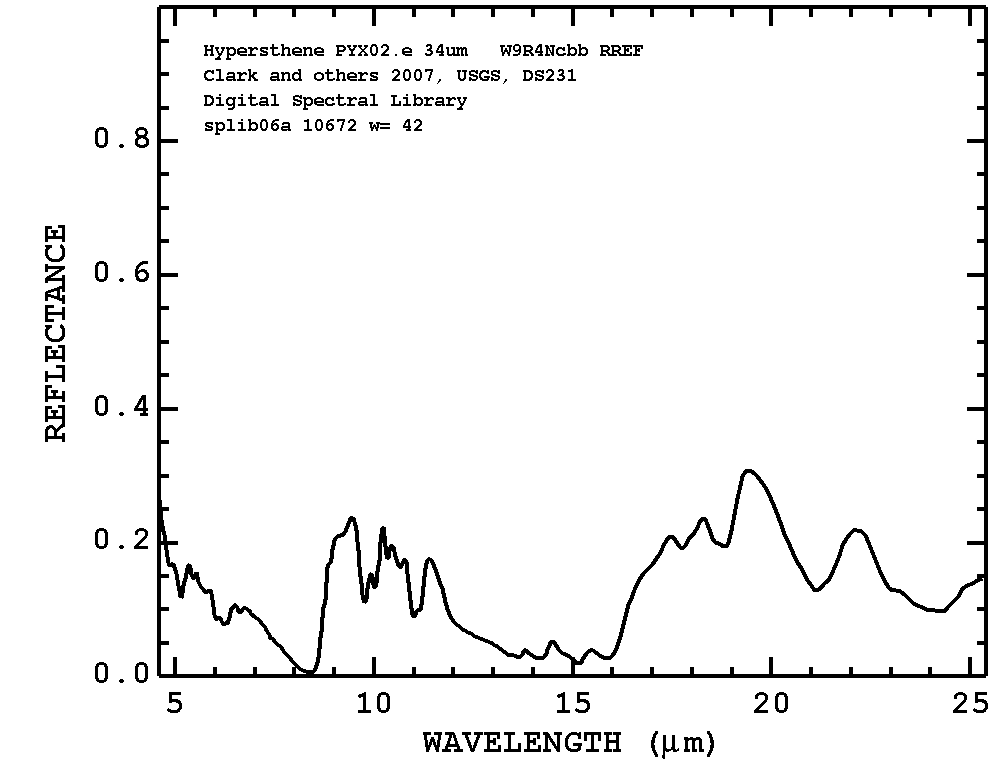 Hypersthene PYX02.e 34um W9R4Ncbb RREF
Clark and others 2007, USGS, DS231
Digital Spectral Library
splib06a 10672 w= 42
REFLECTANCE
0.8
0.6
0.4
0.2
0.0
5 10 15 20 25
WAVELENGTH (μm)